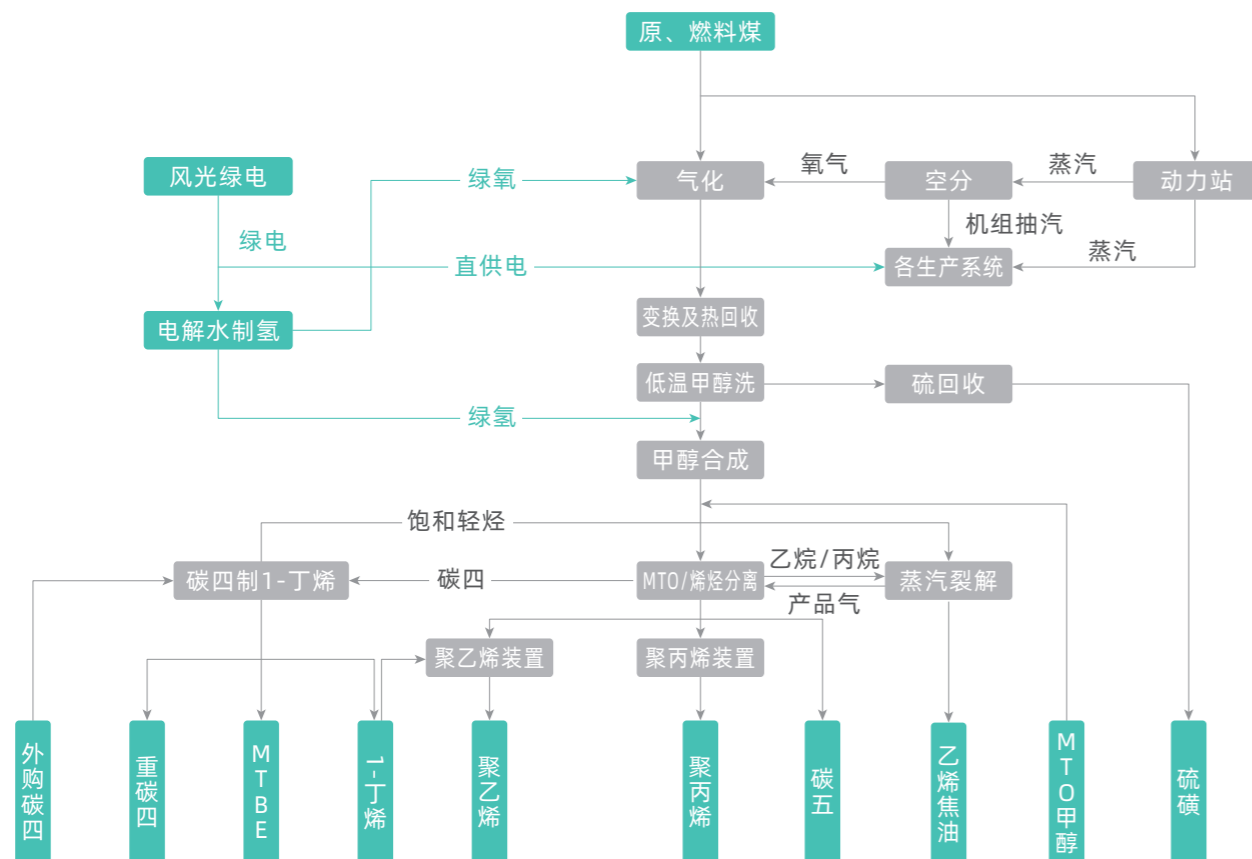 原、燃料煤
风光绿电
绿氧
气化
氧气
空分
蒸汽
动力站
绿电
机组抽汽
直供电
各生产系统
蒸汽
电解水制氢
变换及热回收
低温甲醇洗
硫回收
绿氢
甲醇合成
饱和轻烃
碳四制1-丁烯
碳四
MTO/烯烃分离
乙烷/丙烷
产品气
蒸汽裂解
聚乙烯装置
聚丙烯装置
外购碳四
重碳四
MTBE
1-丁烯
聚乙烯
聚丙烯
碳五
乙烯焦油
MTO甲醇
硫磺